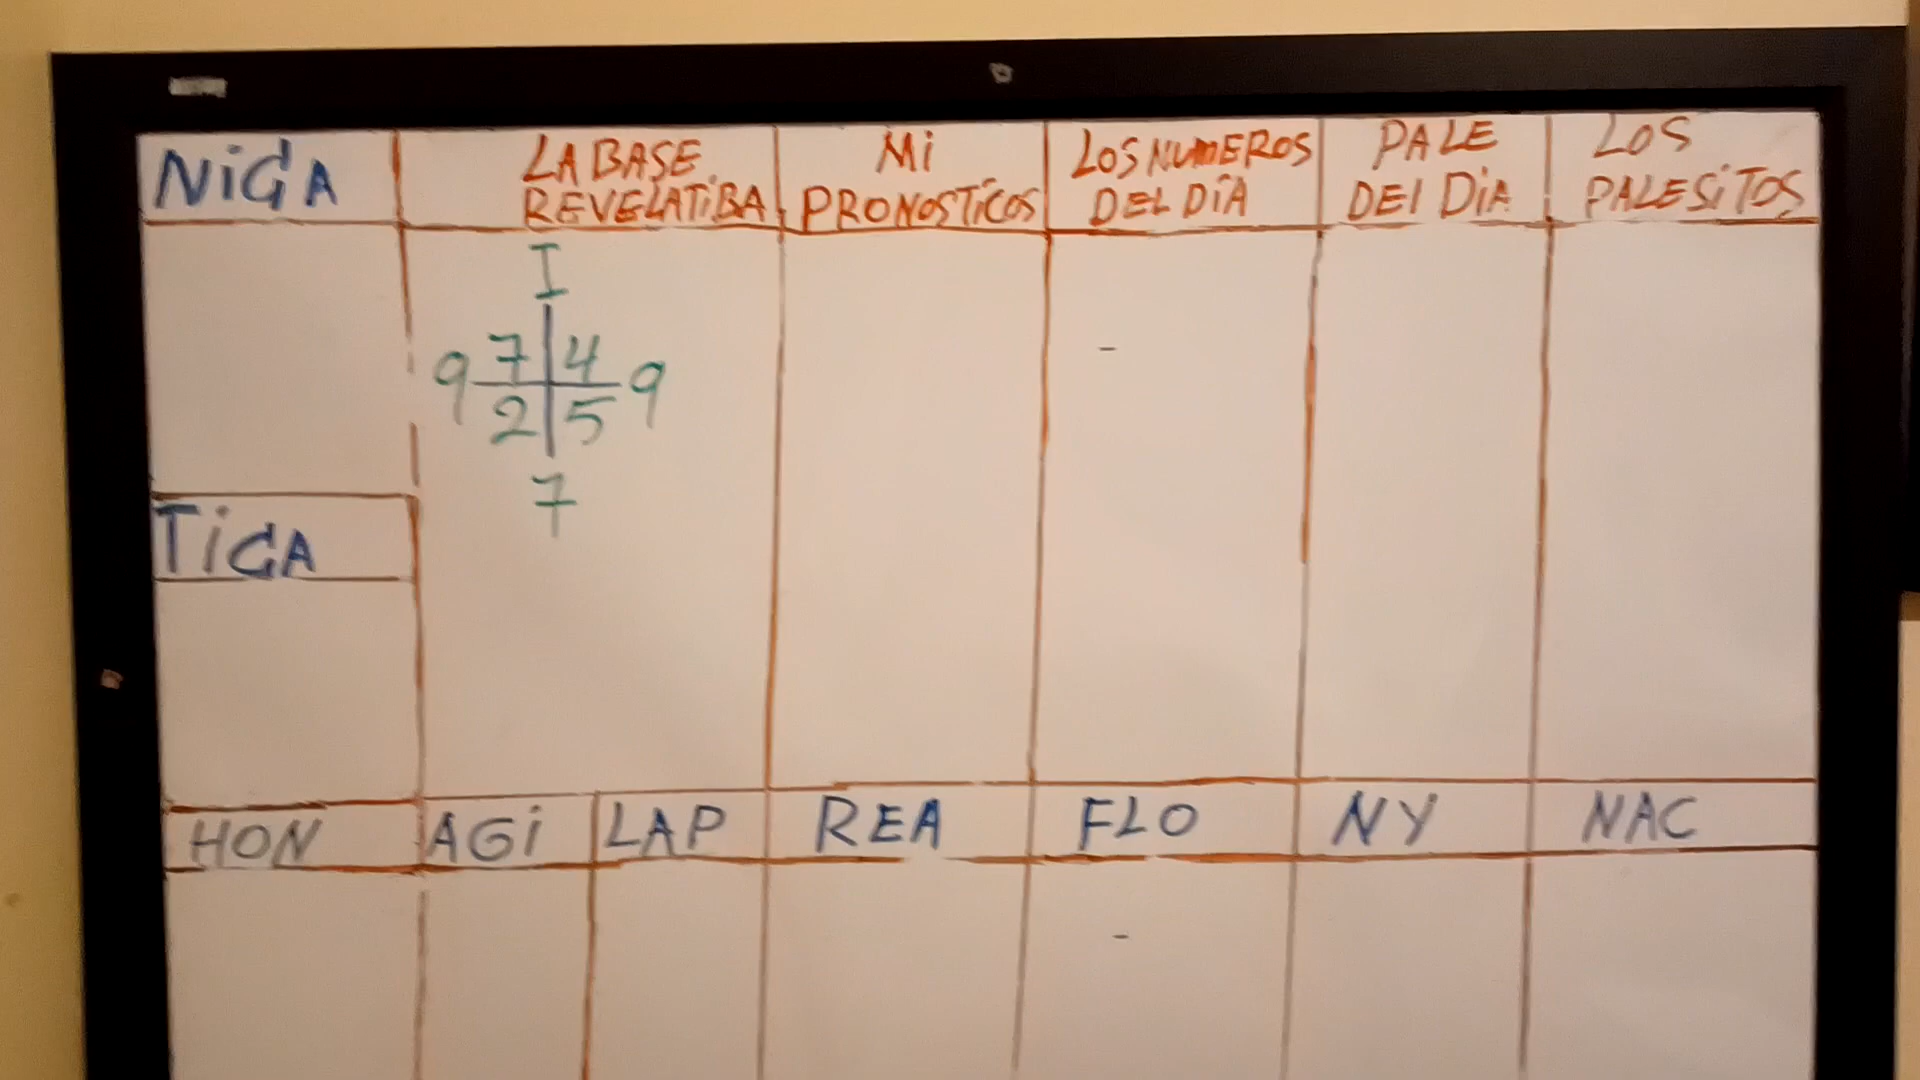 NiGA
LA BASE
REVELATiBA
Mi
PRONOSTiCOS
LOS NUMEROS
DEL DiA
PALE
DEl DiA
LOS
PALESiTOS
I
9 7 4 9
2 5
7
-
TiGA
HON
AGi
LAP
REA
FLO
NY
NAC
-